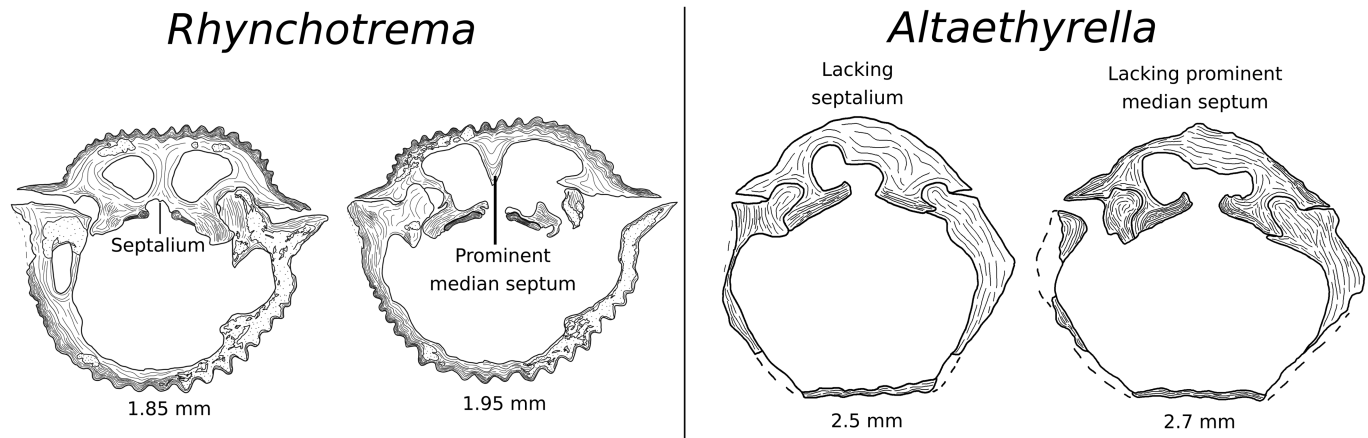 Rhynchotrema
Septalium
Prominent
median septum
1.85 mm
1.95 mm
Altaethyrella
Lacking
septalium
Lacking prominent
median septum
2.5 mm
2.7 mm